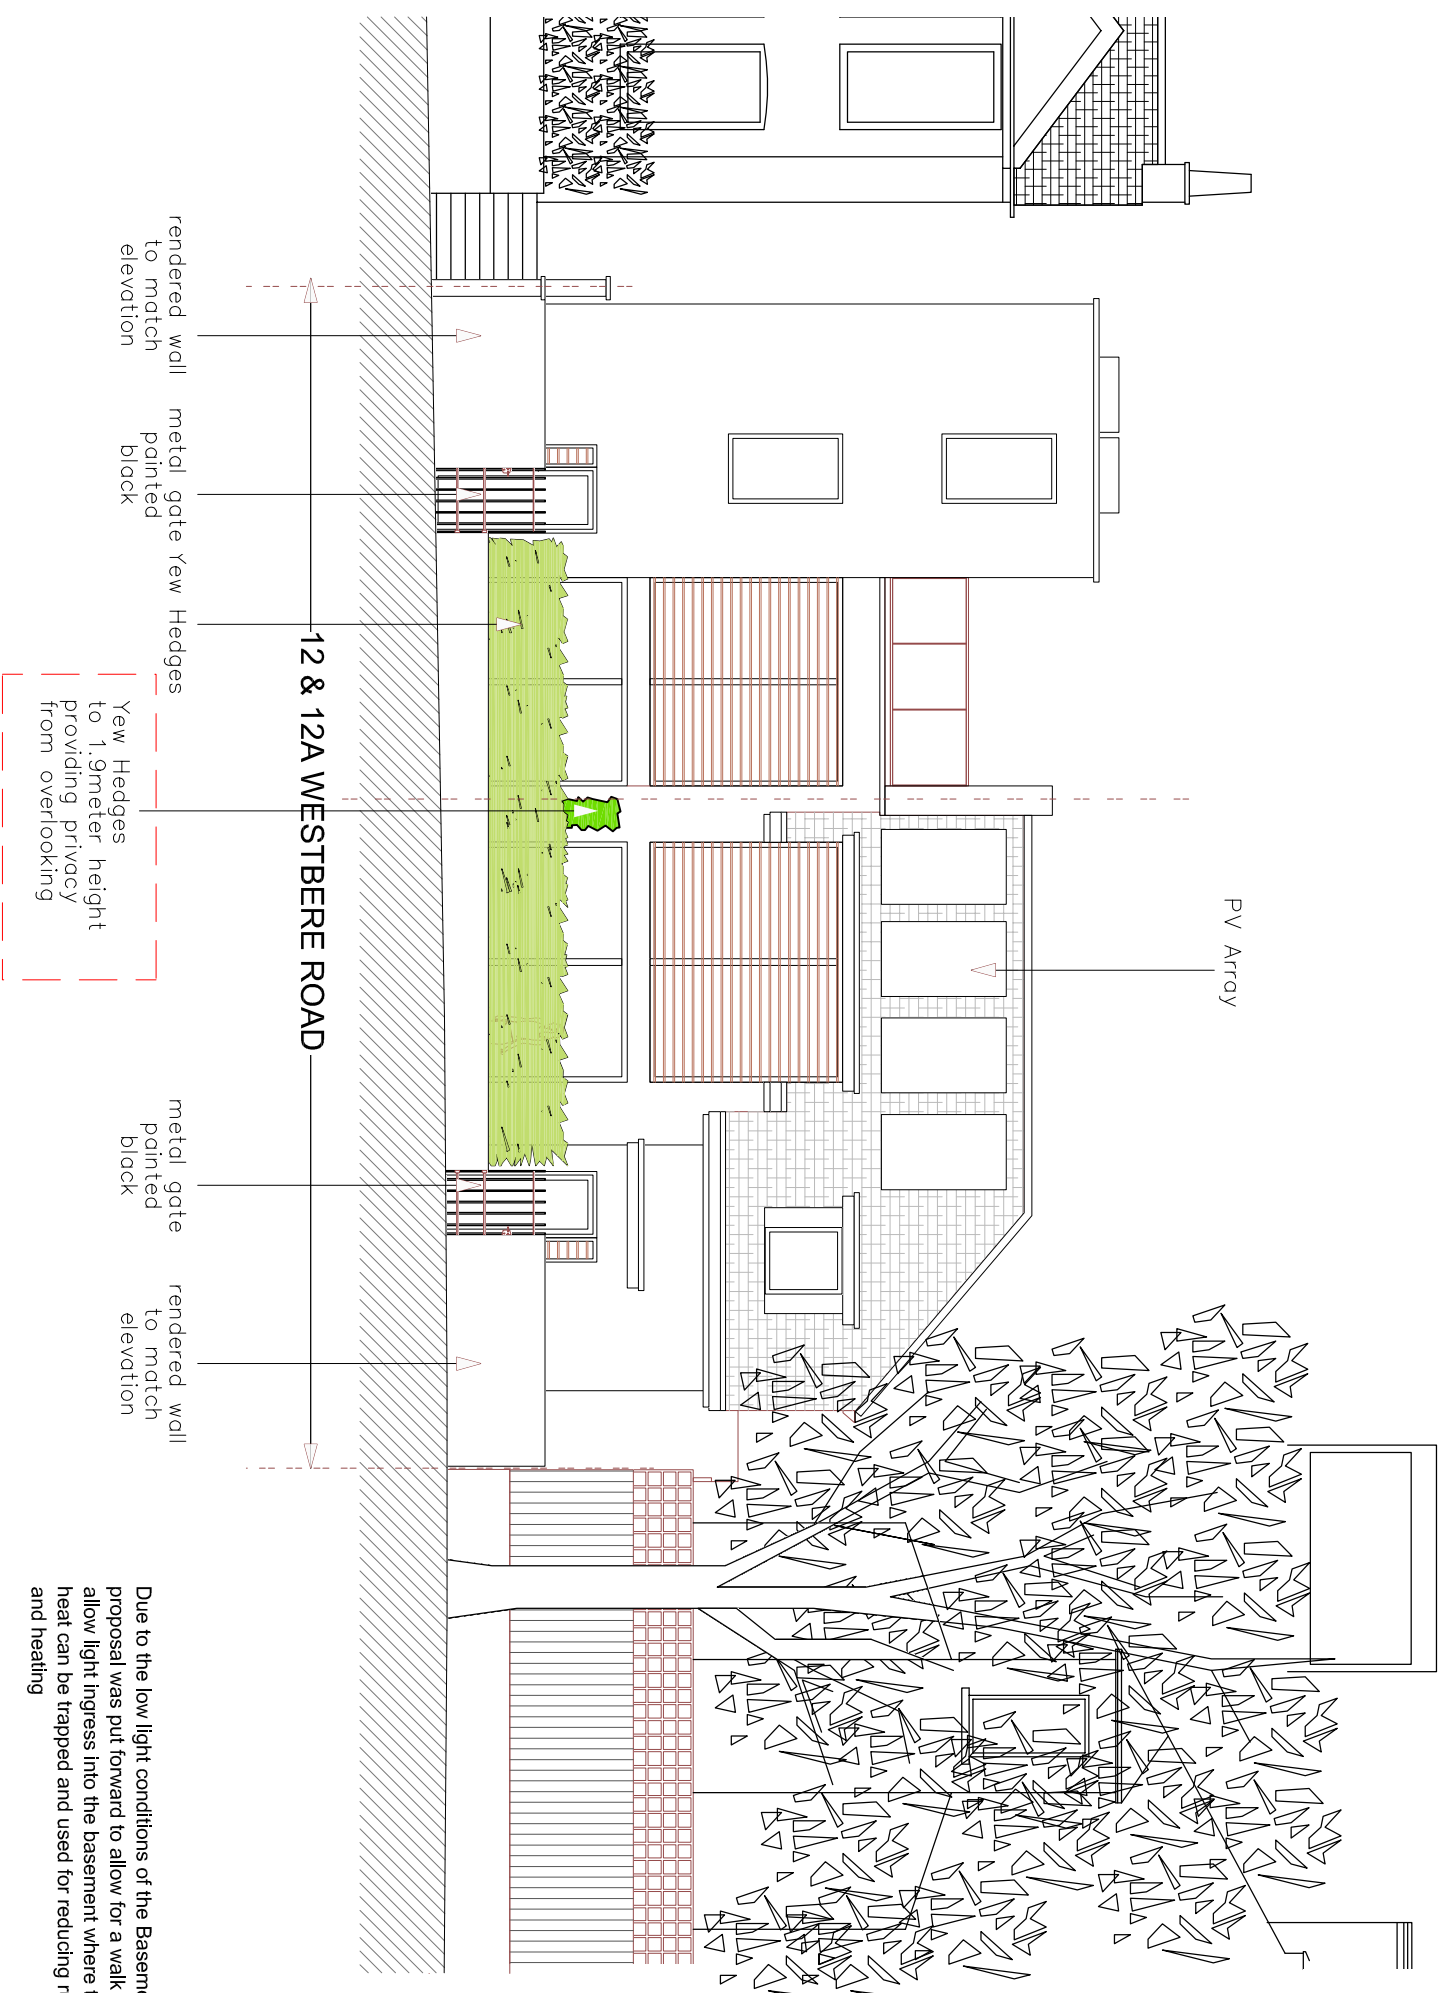 PV Array
rendered wall
to match
elevation
metal gate
painted
black
Yew Hedges
12 & 12A WESTBERE ROAD
metal gate
painted
black
rendered wall
to match
elevation
Yew Hedges
to 1.9meter height
providing privacy
from overlooking
Due to the low light conditions of the
proposal was put forward to allow for a walk
allow light ingress into the basement where
heat can be trapped and used for reducing
and heating